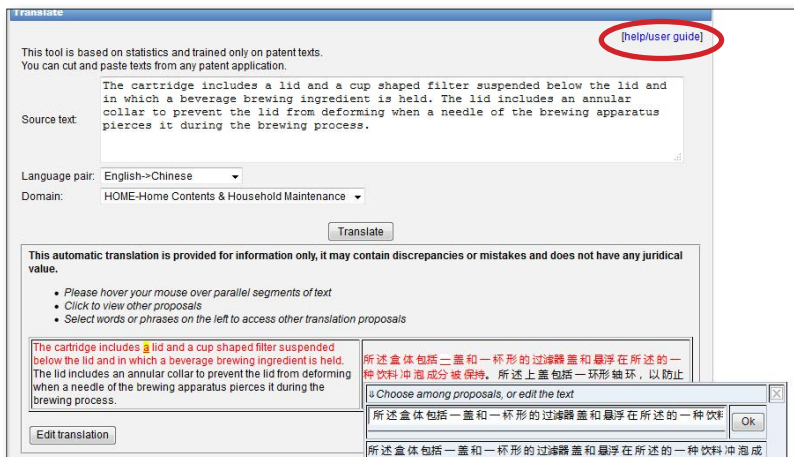 Translate
[help/user guide]
This tool is based on statistics and trained only on patent texts.
You can cut and paste texts from any patent application.
Source text:
The cartridge includes a lid and a cup shaped filter suspended below the lid and
in which a beverage brewing ingredient is held. The lid includes an annular
collar to prevent the lid from deforming when a needle of the brewing apparatus
pierces it during the brewing process.
Language pair: English->Chinese
Domain: HOME-Home Contents & Household Maintenance
Translate
This automatic translation is provided for information only, it may contain discrepancies or mistakes and does not have any juridical
value.
• Please hover your mouse over parallel segments of text
• Click to view other proposals
• Select words or phrases on the left to access other translation proposals
The cartridge includes a lid and a cup shaped filter suspended
below the lid and in which a beverage brewing ingredient is held.
The lid includes an annular collar to prevent the lid from deforming
when a needle of the brewing apparatus pierces it during the
brewing process.
所述盒体包括一盖和一杯形的过滤器盖和悬浮在所述的一
种饮料冲泡成分被保持。所述上盖包括一环形轴环，以防止
⇓Choose among proposals, or edit the text
所述盒体包括一盖和一杯形的过滤器盖和悬浮在所述的一种饮料
Ok
所述盒体包括一盖和一杯形的过滤器盖和悬浮在所述的一种饮料冲泡成
Edit translation